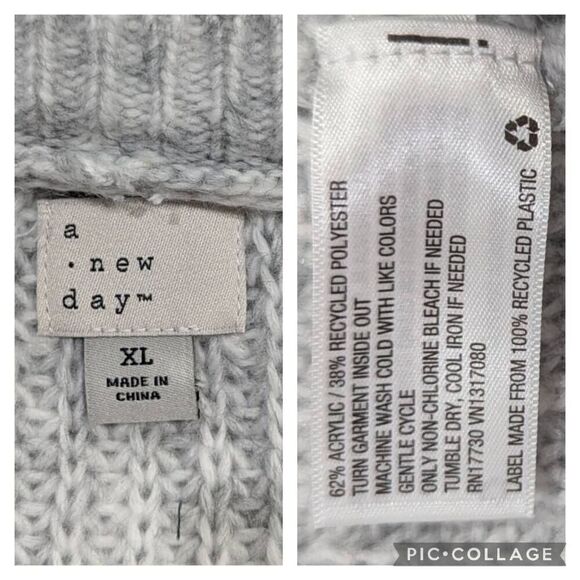 a
· new
day™
XL
MADE IN
CHINA
62% ACRYLIC / 38% RECYCLED POLYESTER
TURN GARMENT INSIDE OUT
MACHINE WASH COLD WITH LIKE COLORS
GENTLE CYCLE
ONLY NON-CHLORINE BLEACH IF NEEDED
TUMBLE DRY, COOL IRON IF NEEDED
RN17730 VN1317080
LABEL MADE FROM 100% RECYCLED PLASTIC
PIC•COLLAGE